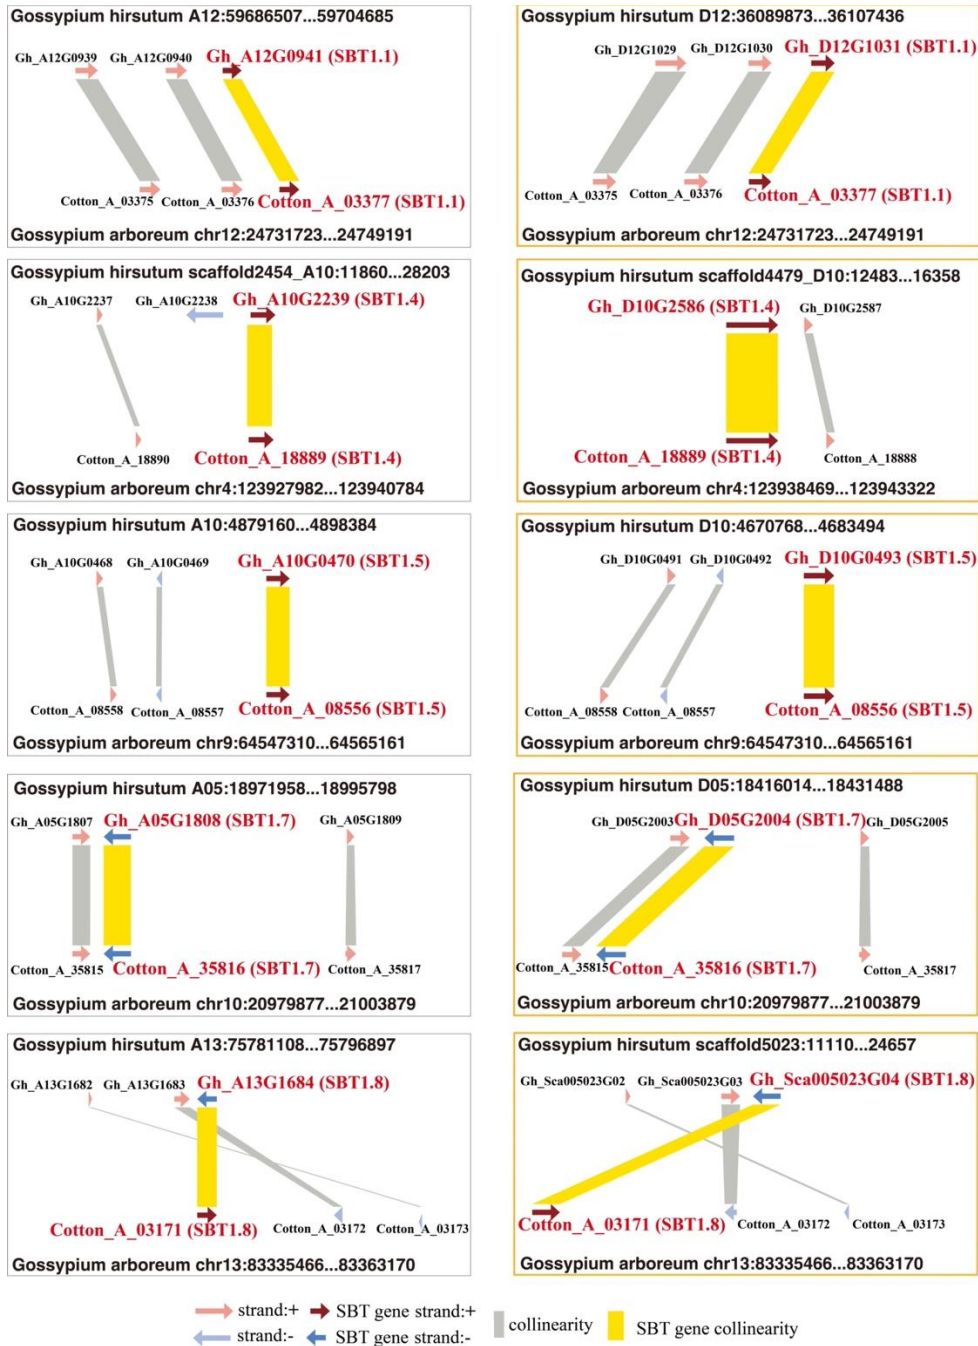 Gossypium hirsutum A12:59686507...59704685
Gh_A12G0939 Gh_A12G0940 Gh_A12G0941 (SBT1.1)
Cotton_A_03375 Cotton_A_03376 Cotton_A_03377 (SBT1.1)
Gossypium arboreum chr12:24731723...24749191
Gossypium hirsutum D12:36089873...36107436
Gh_D12G1029 Gh_D12G1030 Gh_D12G1031 (SBT1.1)
Cotton_A_03375 Cotton_A_03376 Cotton_A_03377 (SBT1.1)
Gossypium arboreum chr12:24731723...24749191
Gossypium hirsutum scaffold2454_A10:11860...28203
Gh_A10G2237 Gh_A10G2238 Gh_A10G2239 (SBT1.4)
Cotton_A_18890 Cotton_A_18889 (SBT1.4)
Gossypium arboreum chr4:123927982...123940784
Gossypium hirsutum scaffold4479_D10:12483...16358
Gh_D10G2586 (SBT1.4) Gh_D10G2587
Cotton_A_18889 (SBT1.4) Cotton_A_18888
Gossypium arboreum chr4:123938469...123943322
Gossypium hirsutum A10:4879160...4898384
Gh_A10G0468 Gh_A10G0469 Gh_A10G0470 (SBT1.5)
Cotton_A_08558 Cotton_A_08557 Cotton_A_08556 (SBT1.5)
Gossypium arboreum chr9:64547310...64565161
Gossypium hirsutum D10:4670768...4683494
Gh_D10G0491 Gh_D10G0492 Gh_D10G0493 (SBT1.5)
Cotton_A_08558 Cotton_A_08557 Cotton_A_08556 (SBT1.5)
Gossypium arboreum chr9:64547310...64565161
Gossypium hirsutum A05:18971958...18995798
Gh_A05G1807 Gh_A05G1808 (SBT1.7) Gh_A05G1809
Cotton_A_35815 Cotton_A_35816 (SBT1.7) Cotton_A_35817
Gossypium arboreum chr10:20979877...21003879
Gossypium hirsutum D05:18416014...18431488
Gh_D05G2003 Gh_D05G2004 (SBT1.7) Gh_D05G2005
Cotton_A_35815 Cotton_A_35816 (SBT1.7) Cotton_A_35817
Gossypium arboreum chr10:20979877...21003879
Gossypium hirsutum A13:75781108...75796897
Gh_A13G1682 Gh_A13G1683 Gh_A13G1684 (SBT1.8)
Cotton_A_03171 (SBT1.8) Cotton_A_03172 Cotton_A_03173
Gossypium arboreum chr13:83335466...83363170
Gossypium hirsutum scaffold5023:11110...24657
Gh_Sca005023G02 Gh_Sca005023G03 Gh_Sca005023G04 (SBT1.8)
Cotton_A_03171 (SBT1.8) Cotton_A_03172 Cotton_A_03173
Gossypium arboreum chr13:83335466...83363170
strand:+ SBT gene strand:+ collinearity SBT gene collinearity
strand:- SBT gene strand:-